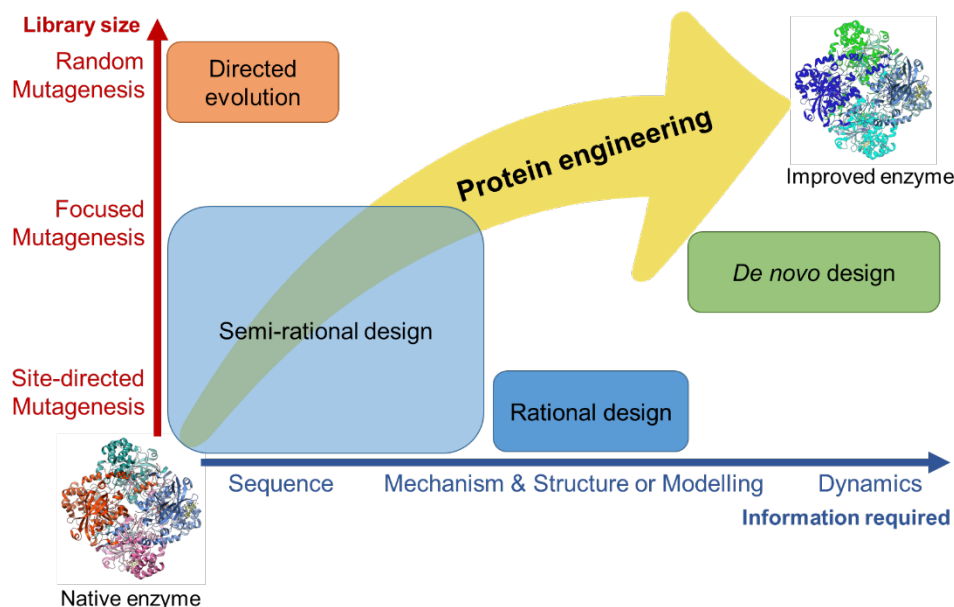 Library size
Random
Mutagenesis
Directed
evolution
Protein engineering
Improved enzyme
Focused
Mutagenesis
De novo design
Semi-rational design
Site-directed
Mutagenesis
Rational design
Sequence
Mechanism & Structure or Modelling
Dynamics
Information required
Native enzyme